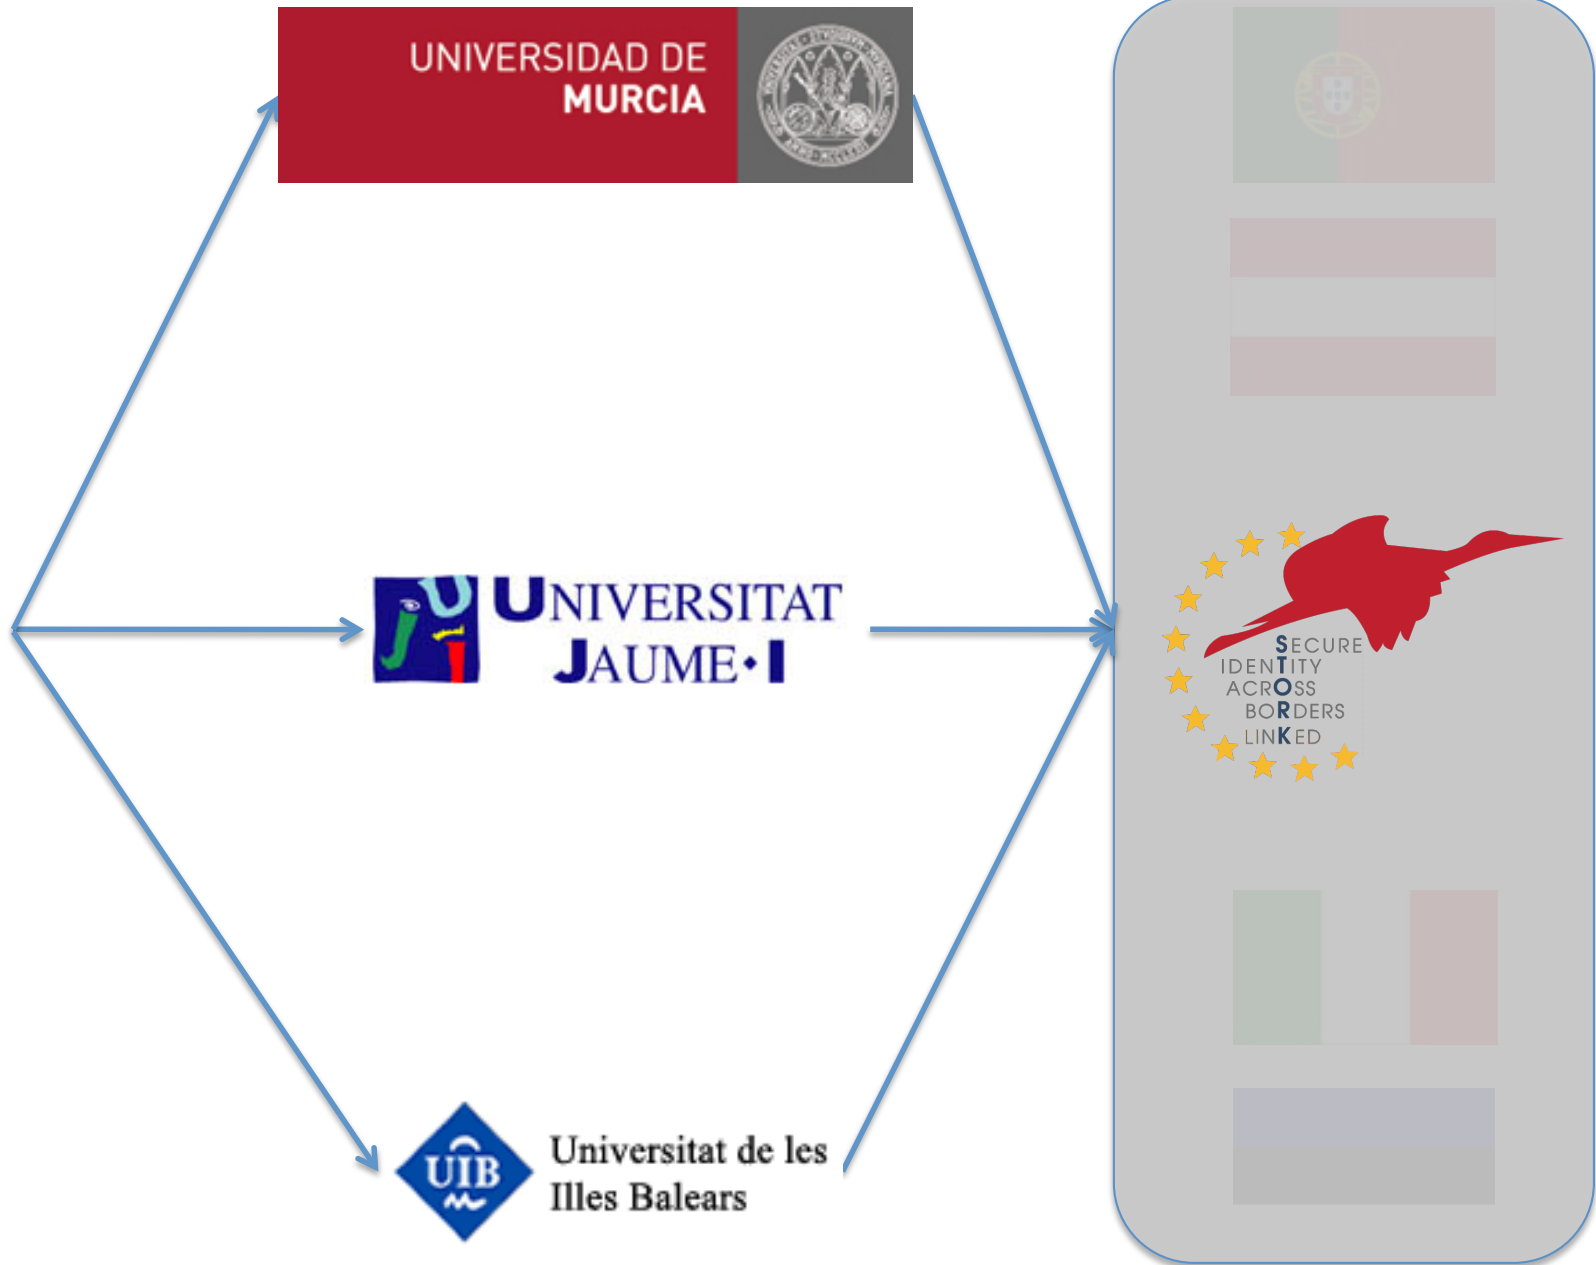 UNIVERSIDAD DE
MURCIA
UNIVERSITAT
JAUME·I
UIB
Universitat de les
Illes Balears
SECURE
IDENTITY
ACROSS
BORDERS
LINKED